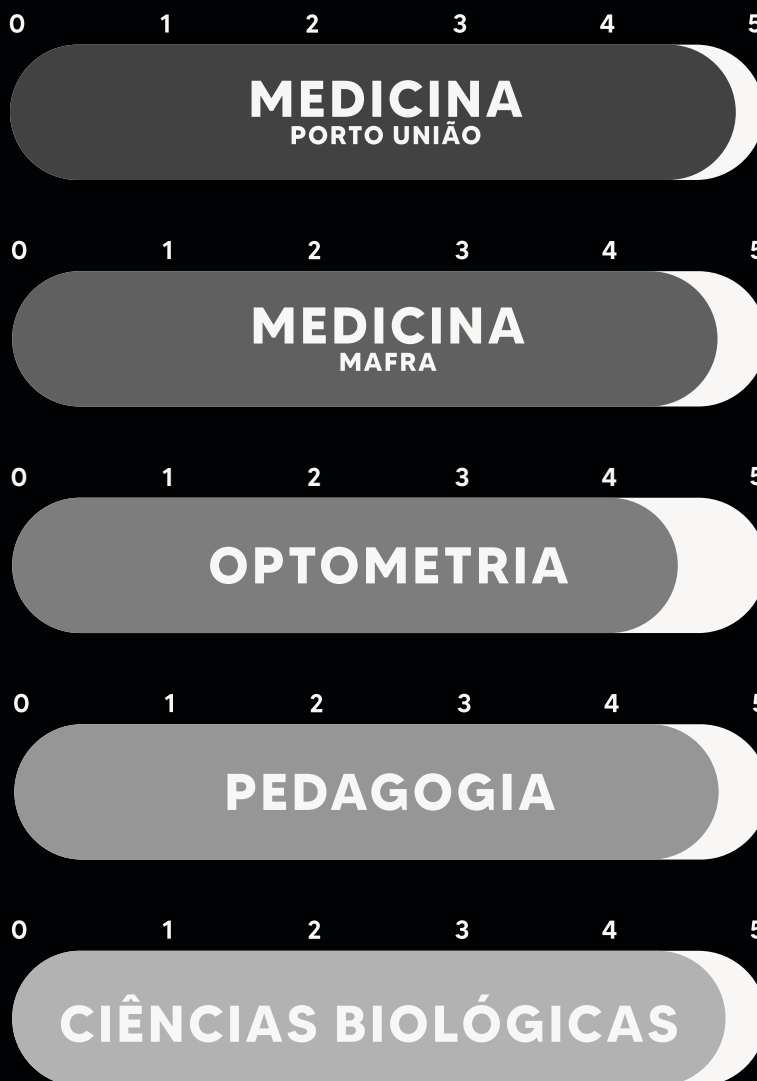 0 1 2 3 4 5
MEDICINA
PORTO UNIÃO
0 1 2 3 4 5
MEDICINA
MAFRA
0 1 2 3 4 5
OPTOMETRIA
0 1 2 3 4 5
PEDAGOGIA
0 1 2 3 4 5
CIÊNCIAS BIOLÓGICAS